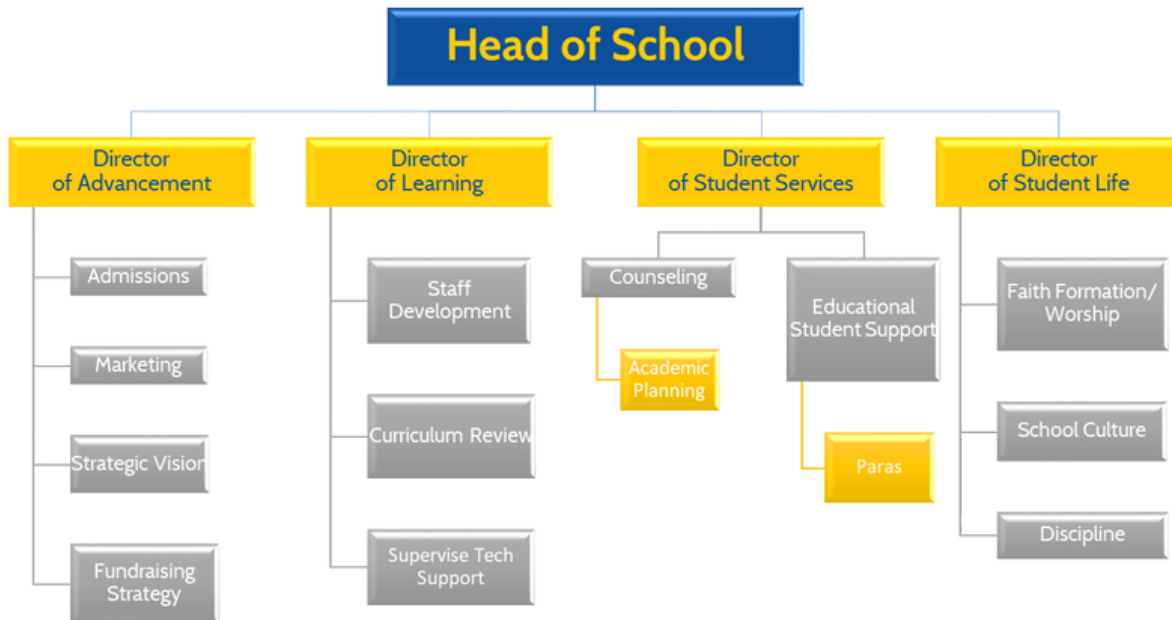 Head of School
Director
of Advancement
Admissions
Marketing
Strategic Vision
Fundraising
Strategy
Director
of Learning
Staff
Development
Curriculum Review
Supervise Tech
Support
Director
of Student Services
Counseling
Academic
Planning
Educational
Student Support
Paras
Director
of Student Life
Faith Formation/
Worship
School Culture
Discipline